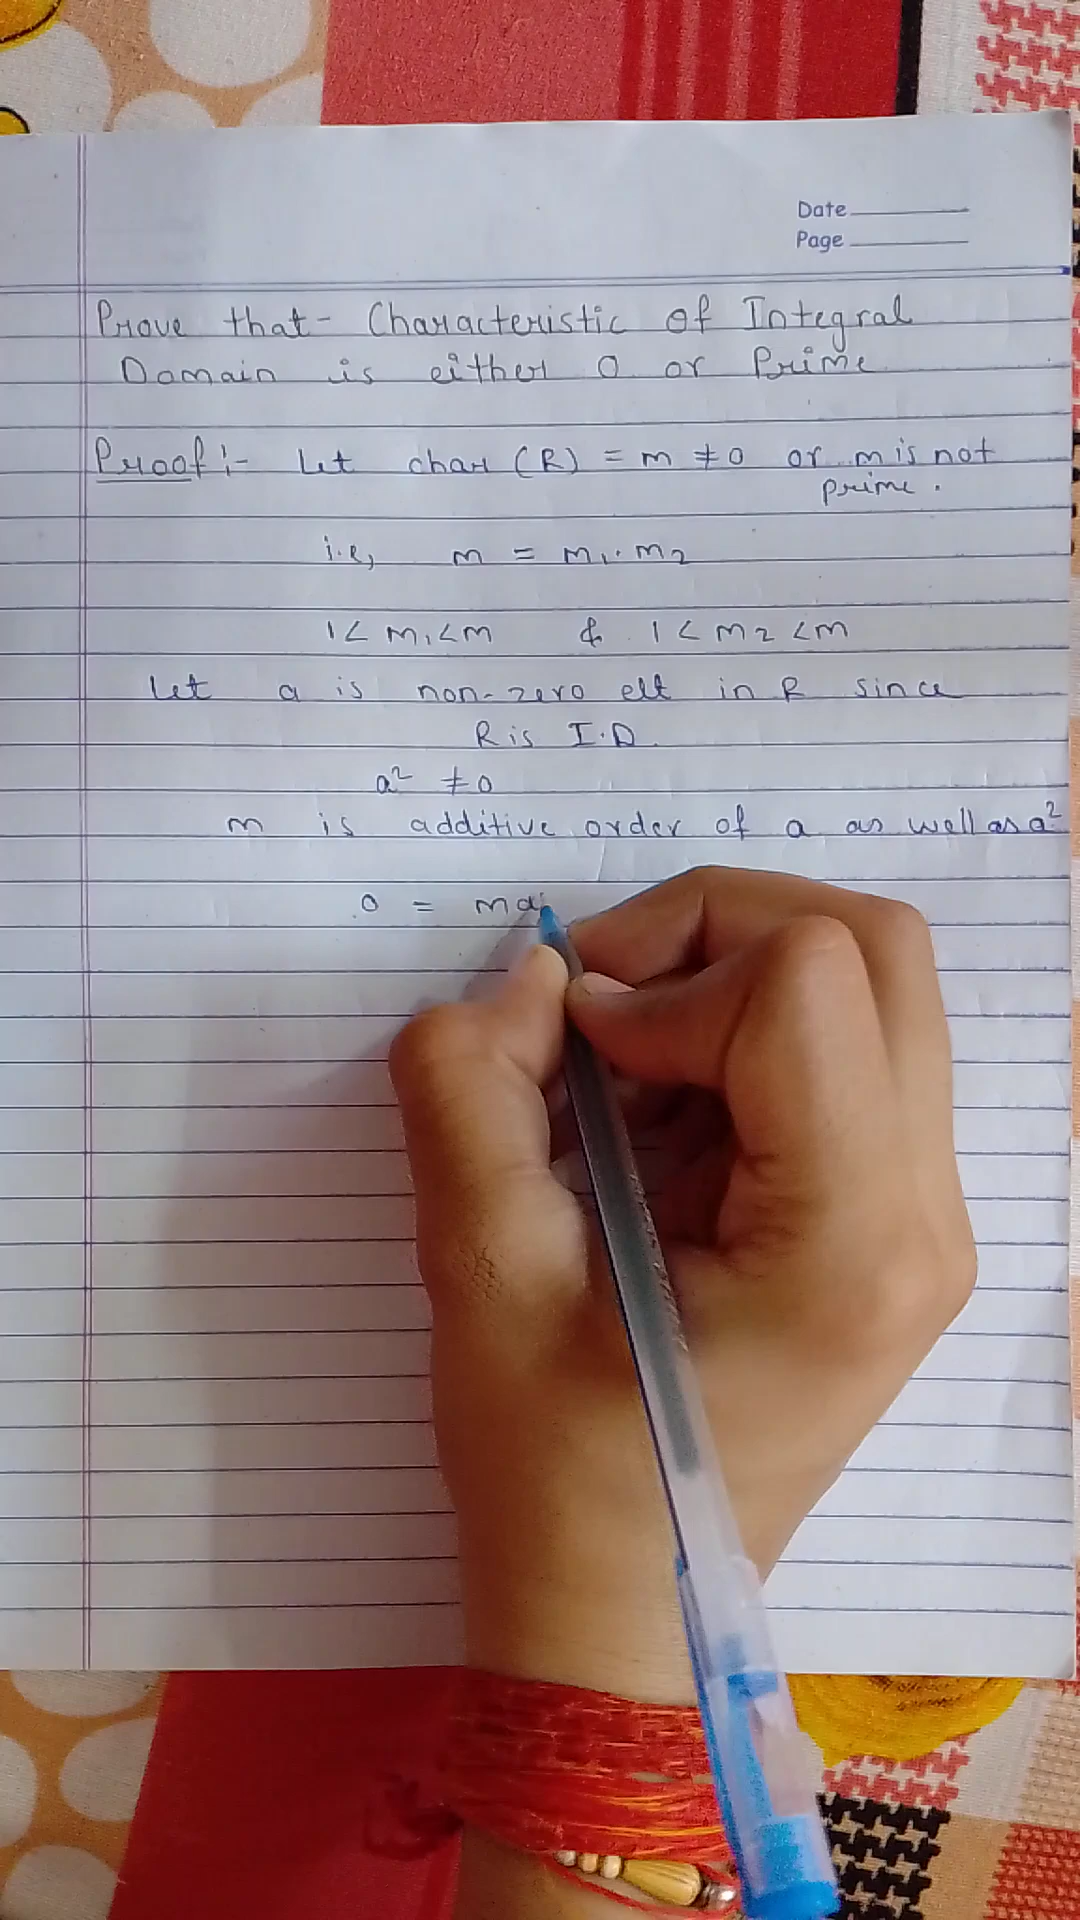 Date
Page
Prove that- Characteristic of Integral
Domain is either 0 or Prime
Proof:- Let char (R) = m ≠ 0 or m is not
prime.
i.e, m = m₁. m₂
1< m₁<m & 1 < m₂ <m
Let a is non-zero elt in R since
R is I.D.
a² ≠ 0
m is additive order of a as well as a²
0 = ma